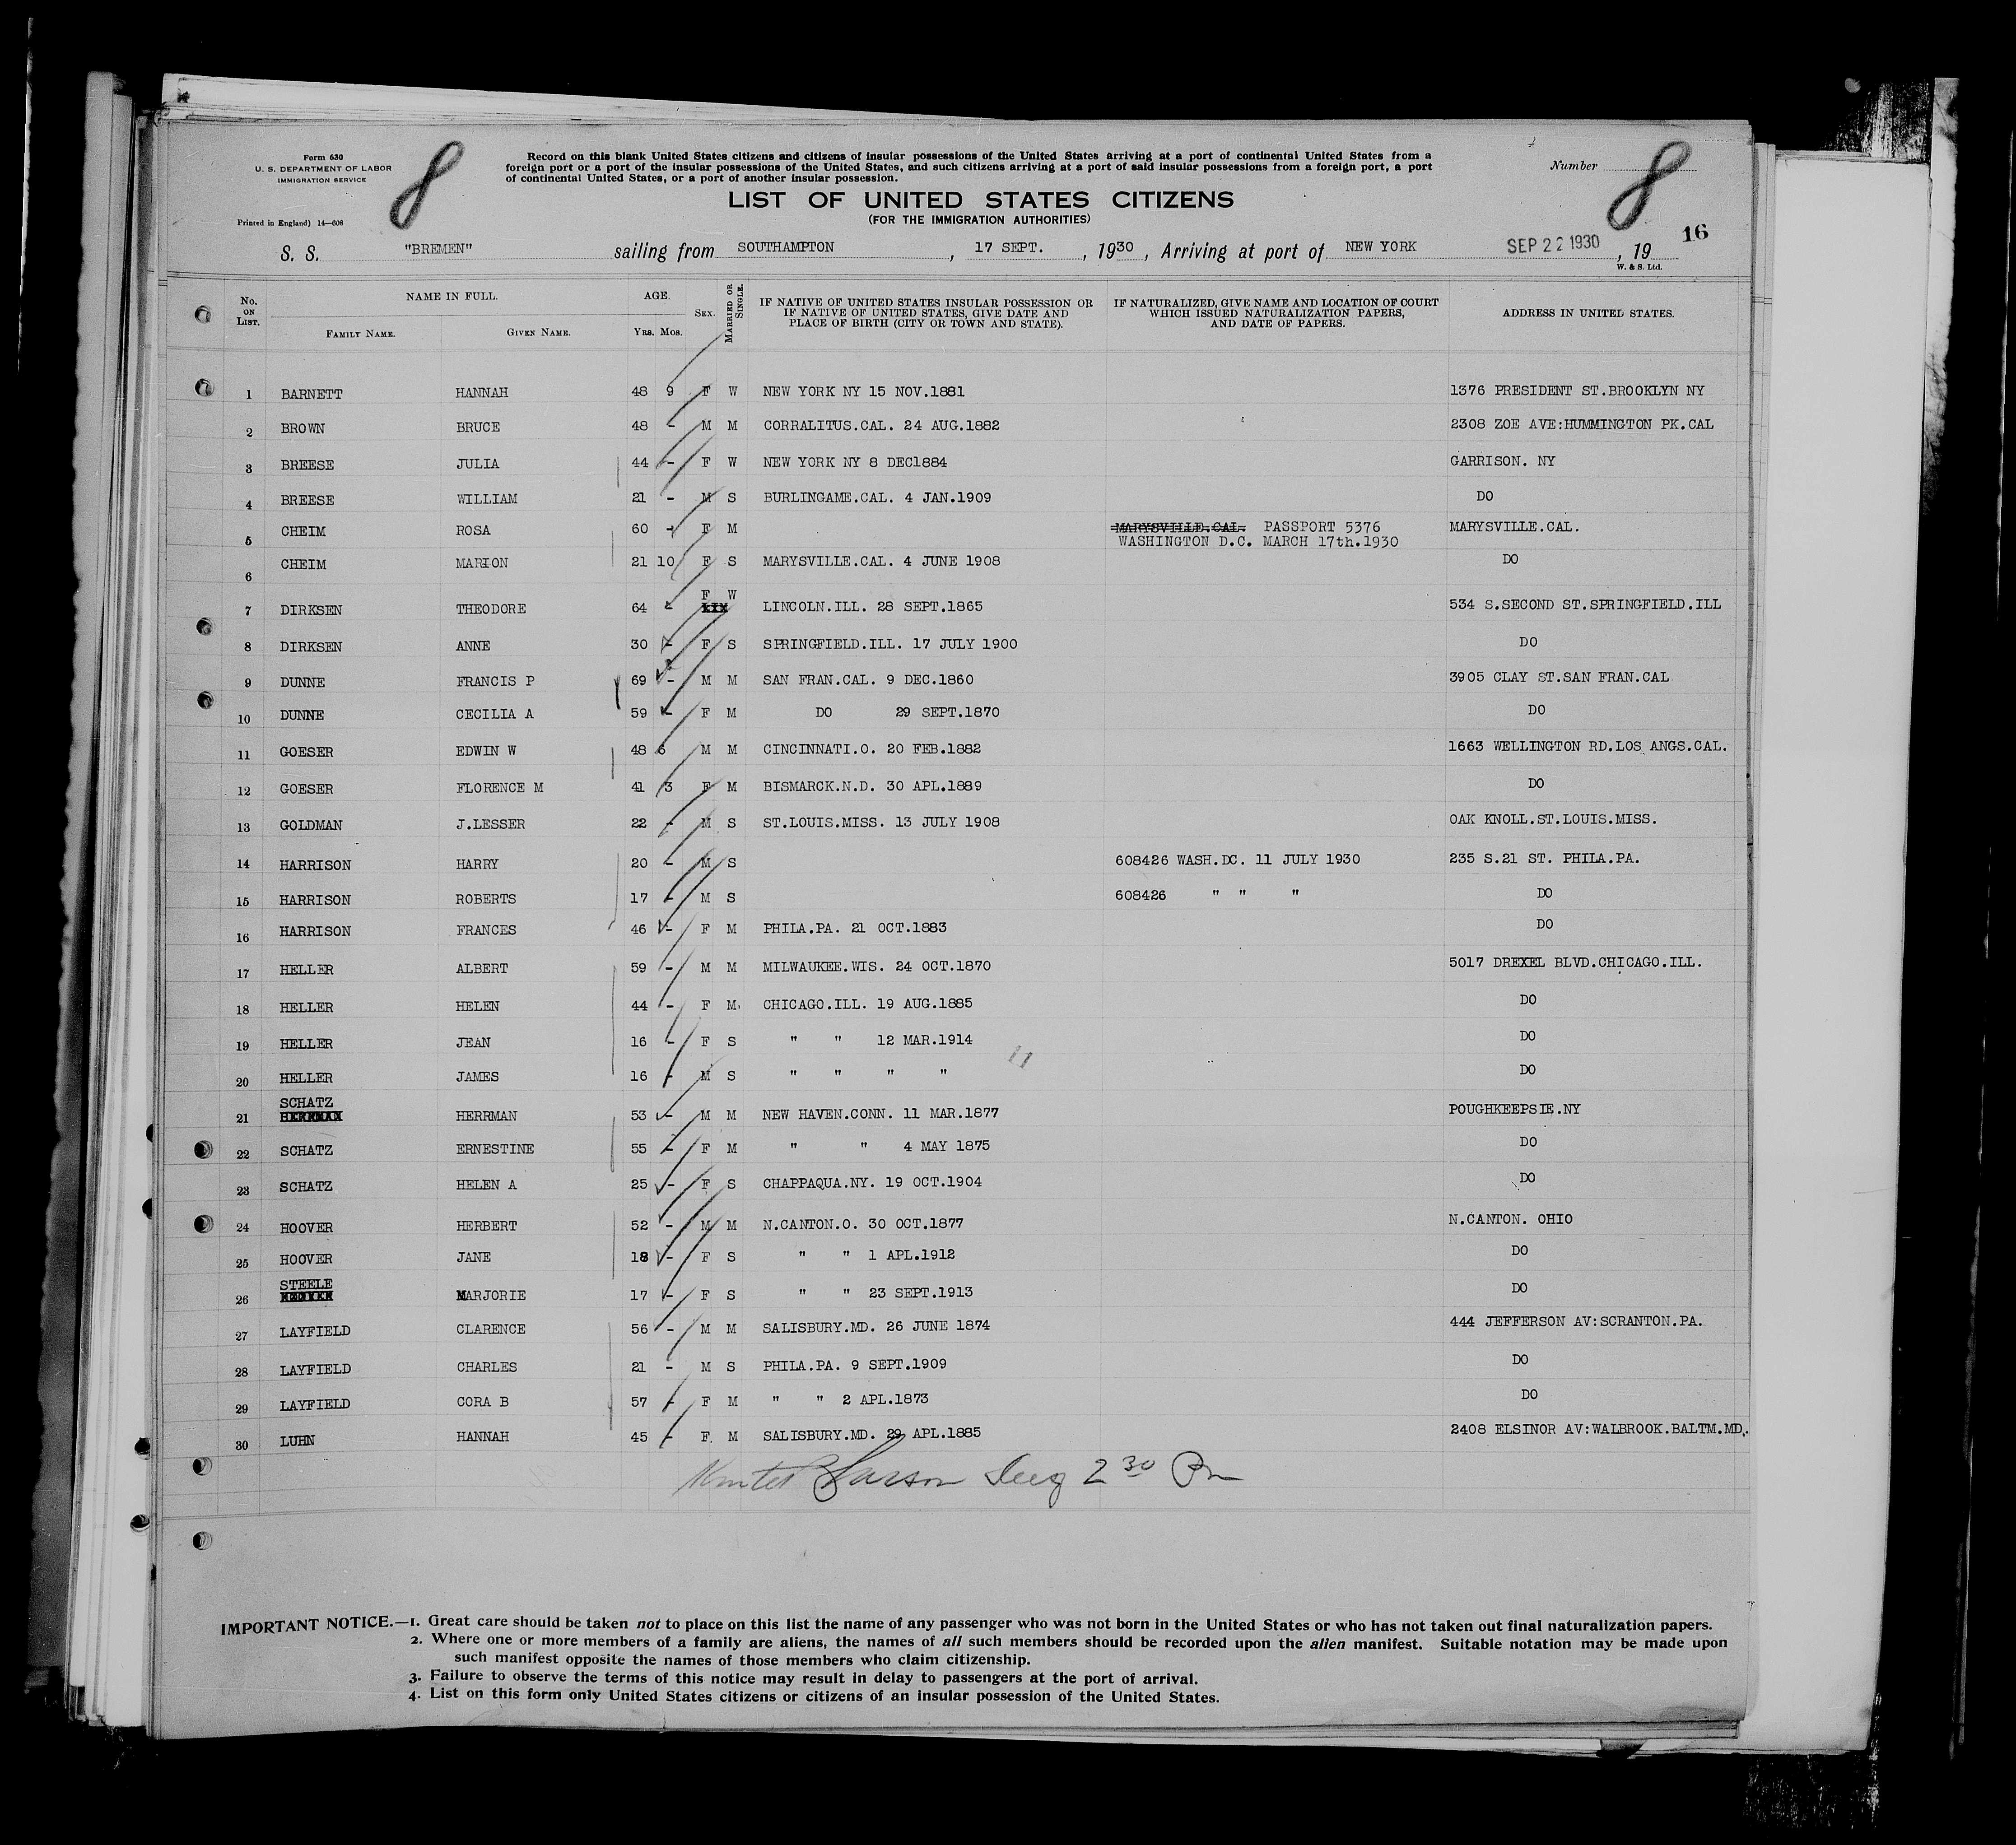 Form 630
U. S. DEPARTMENT OF LABOR
IMMIGRATION SERVICE
Printed in England) 14—608
8
Record on this blank United States citizens and citizens of insular possessions of the United States arriving at a port of continental United States from a
foreign port or a port of the insular possessions of the United States, and such citizens arriving at a port of said insular possessions from a foreign port, a port
of continental United States, or a port of another insular possession.
Number 8
LIST OF UNITED STATES CITIZENS
(FOR THE IMMIGRATION AUTHORITIES)
16
S. S. "BREMEN" sailing from SOUTHAMPTON, 17 SEPT., 1930, Arriving at port of NEW YORK SEP 22 1930, 19
W. & S. Ltd.
No. ON LIST. NAME IN FULL. FAMILY NAME. GIVEN NAME. AGE. YRS. MOS. SEX. MARRIED OR SINGLE. IF NATIVE OF UNITED STATES INSULAR POSSESSION OR IF NATIVE OF UNITED STATES, GIVE DATE AND PLACE OF BIRTH (CITY OR TOWN AND STATE). IF NATURALIZED, GIVE NAME AND LOCATION OF COURT WHICH ISSUED NATURALIZATION PAPERS, AND DATE OF PAPERS. ADDRESS IN UNITED STATES.
1 BARNETT HANNAH 48 9 F W NEW YORK NY 15 NOV.1881 1376 PRESIDENT ST.BROOKLYN NY
2 BROWN BRUCE 48 - M M CORRALITUS.CAL. 24 AUG.1882 2308 ZOE AVE:HUMMINGTON PK.CAL
3 BREESE JULIA 44 - F W NEW YORK NY 8 DEC1884 GARRISON. NY
4 BREESE WILLIAM 21 - M S BURLINGAME.CAL. 4 JAN.1909 DO
5 CHEIM ROSA 60 - F M MARYSVILLE.CAL. PASSPORT 5376 MARYSVILLE.CAL.
WASHINGTON D.C. MARCH 17th.1930
6 CHEIM MARION 21 10 F S MARYSVILLE.CAL. 4 JUNE 1908 DO
7 DIRKSEN THEODORE 64 - F W LINCOLN.ILL. 28 SEPT.1865 534 S.SECOND ST.SPRINGFIELD.ILL
8 DIRKSEN ANNE 30 - F S SPRINGFIELD.ILL. 17 JULY 1900 DO
9 DUNNE FRANCIS P 69 - M M SAN FRAN.CAL. 9 DEC.1860 3905 CLAY ST.SAN FRAN.CAL
10 DUNNE CECILIA A 59 - F M DO 29 SEPT.1870 DO
11 GOESER EDWIN W 48 6 M M CINCINNATI.O. 20 FEB.1882 1663 WELLINGTON RD.LOS ANGS.CAL.
12 GOESER FLORENCE M 41 3 F M BISMARCK.N.D. 30 APL.1889 DO
13 GOLDMAN J.LESSER 22 - M S ST.LOUIS.MISS. 13 JULY 1908 OAK KNOLL.ST.LOUIS.MISS.
14 HARRISON HARRY 20 - M S 608426 WASH.DC. 11 JULY 1930 235 S.21 ST. PHILA.PA.
15 HARRISON ROBERTS 17 - M S 608426 " " " DO
16 HARRISON FRANCES 46 - F M PHILA.PA. 21 OCT.1883 DO
17 HELLER ALBERT 59 - M M MILWAUKEE.WIS. 24 OCT.1870 5017 DREXEL BLVD.CHICAGO.ILL.
18 HELLER HELEN 44 - F M. CHICAGO.ILL. 19 AUG.1885 DO
19 HELLER JEAN 16 - F S " " 12 MAR.1914 DO
20 HELLER JAMES 16 - M S " " " " DO
21 SCHATZ HERRMAN 53 - M M NEW HAVEN.CONN. 11 MAR.1877 POUGHKEEPSIE.NY
22 SCHATZ ERNESTINE 55 - F M " " 4 MAY 1875 DO
23 SCHATZ HELEN A 25 - F S CHAPPAQUA.NY. 19 OCT.1904 DO
24 HOOVER HERBERT 52 - M M N.CANTON.O. 30 OCT.1877 N.CANTON. OHIO
25 HOOVER JANE 18 - F S " " 1 APL.1912 DO
26 STEELE MARJORIE 17 - F S " " 23 SEPT.1913 DO
27 LAYFIELD CLARENCE 56 - M M SALISBURY.MD. 26 JUNE 1874 444 JEFFERSON AV:SCRANTON.PA.
28 LAYFIELD CHARLES 21 - M S PHILA.PA. 9 SEPT.1909 DO
29 LAYFIELD CORA B 57 - F M " " 2 APL.1873 DO
30 LUHN HANNAH 45 - F. M SALISBURY.MD. 29 APL.1885 2408 ELSINOR AV:WALBROOK.BALTM.MD.
2 30 Pm
IMPORTANT NOTICE.—1. Great care should be taken not to place on this list the name of any passenger who was not born in the United States or who has not taken out final naturalization papers.
2. Where one or more members of a family are aliens, the names of all such members should be recorded upon the alien manifest. Suitable notation may be made upon
such manifest opposite the names of those members who claim citizenship.
3. Failure to observe the terms of this notice may result in delay to passengers at the port of arrival.
4. List on this form only United States citizens or citizens of an insular possession of the United States.